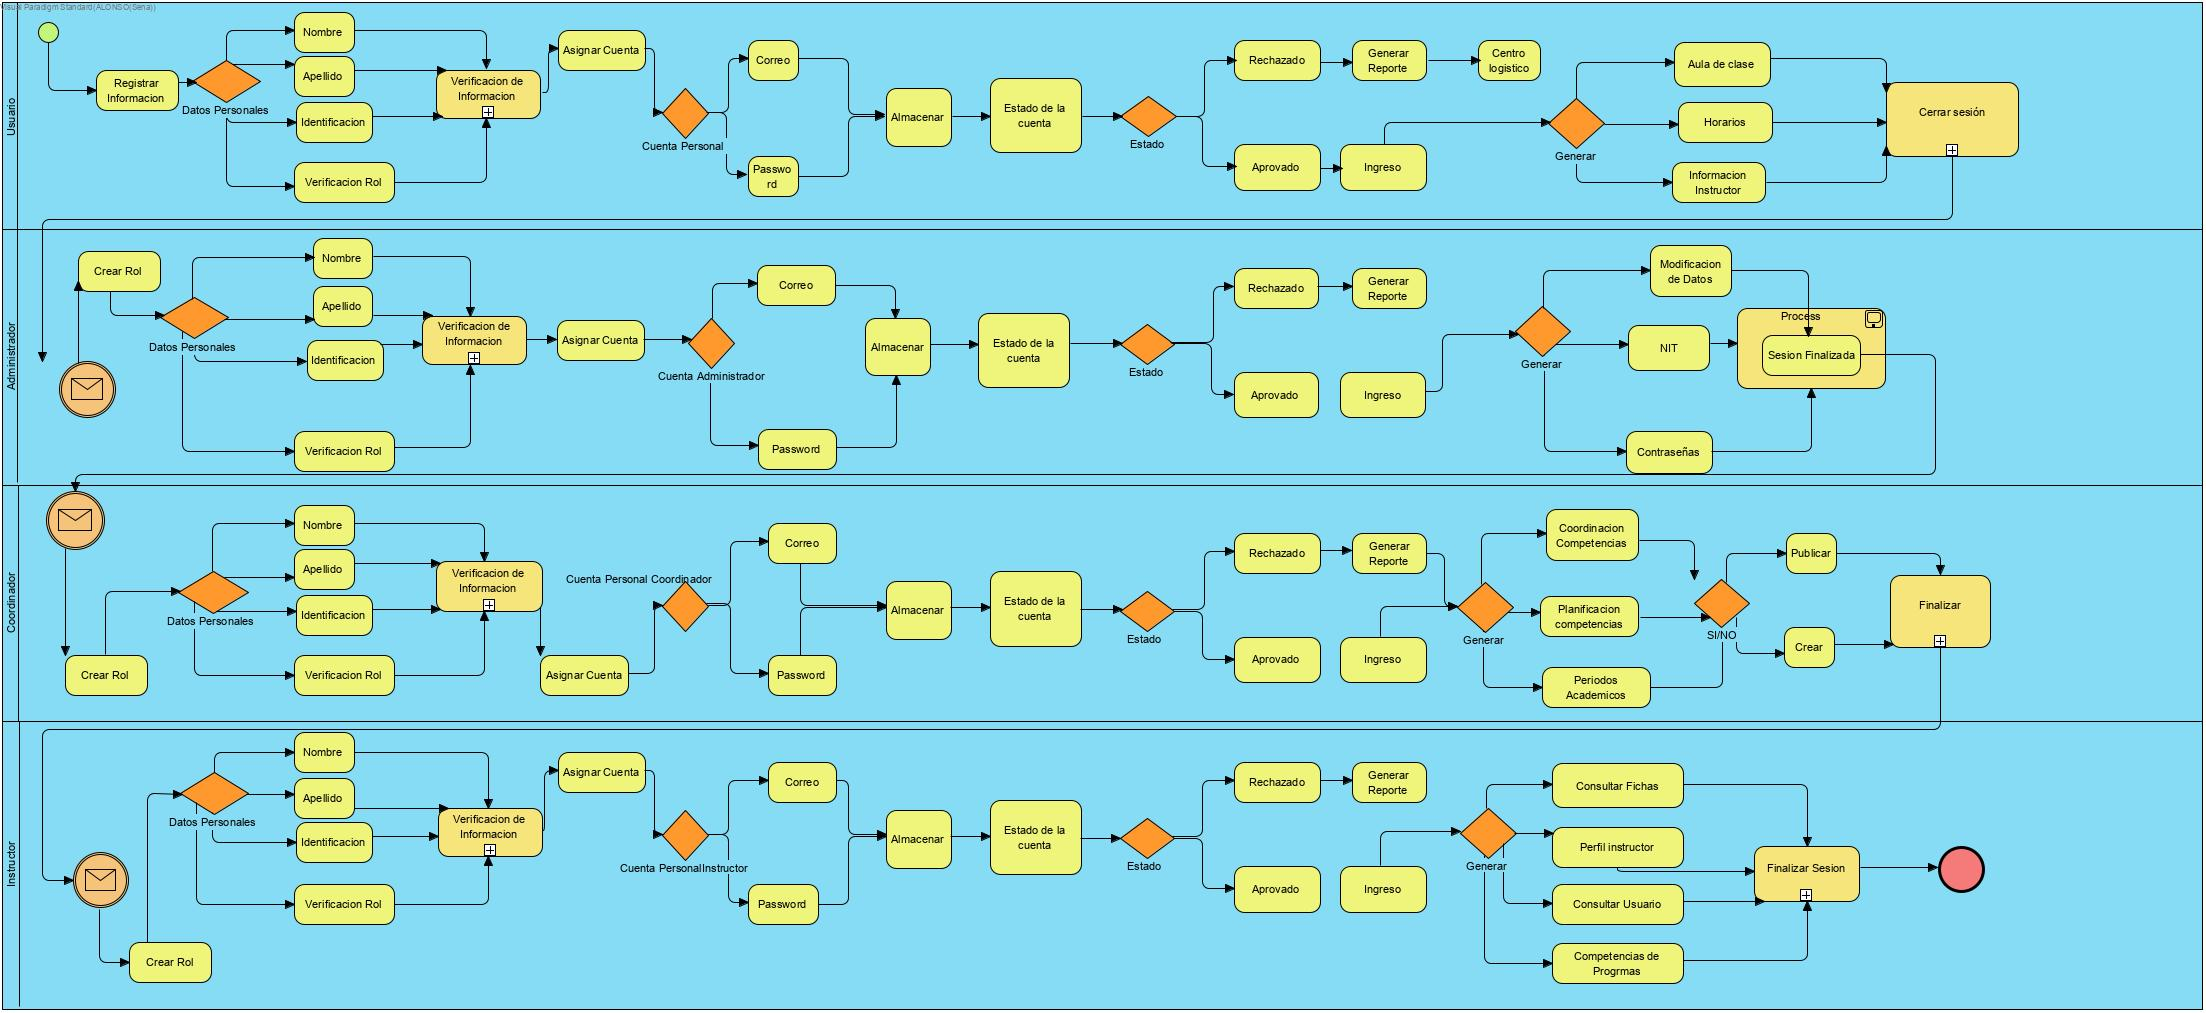 Visual Paradigm Standard(ALONSO(Sena))
Usuario
Registrar
Informacion
Datos Personales
Nombre
Apellido
Identificacion
Verificacion Rol
Verificacion de
Informacion
Asignar Cuenta
Cuenta Personal
Correo
Passwo
rd
Almacenar
Estado de la
cuenta
Estado
Rechazado
Generar
Reporte
Centro
logistico
Aprovado
Ingreso
Generar
Aula de clase
Horarios
Informacion
Instructor
Cerrar sesión
Administrador
Crear Rol
Datos Personales
Nombre
Apellido
Identificacion
Verificacion Rol
Verificacion de
Informacion
Asignar Cuenta
Cuenta Administrador
Correo
Password
Almacenar
Estado de la
cuenta
Estado
Rechazado
Generar
Reporte
Aprovado
Ingreso
Generar
Modificacion
de Datos
NIT
Contraseñas
Process
Sesion Finalizada
Coordinador
Crear Rol
Datos Personales
Nombre
Apellido
Identificacion
Verificacion Rol
Verificacion de
Informacion
Asignar Cuenta
Cuenta Personal Coordinador
Correo
Password
Almacenar
Estado de la
cuenta
Estado
Rechazado
Generar
Reporte
Aprovado
Ingreso
Generar
Coordinacion
Competencias
Planificacion
competencias
Periodos
Academicos
SI/NO
Publicar
Crear
Finalizar
Instructor
Crear Rol
Datos Personales
Nombre
Apellido
Identificacion
Verificacion Rol
Verificacion de
Informacion
Asignar Cuenta
Cuenta PersonalInstructor
Correo
Password
Almacenar
Estado de la
cuenta
Estado
Rechazado
Generar
Reporte
Aprovado
Ingreso
Generar
Consultar Fichas
Perfil instructor
Consultar Usuario
Competencias de
Progrmas
Finalizar Sesion